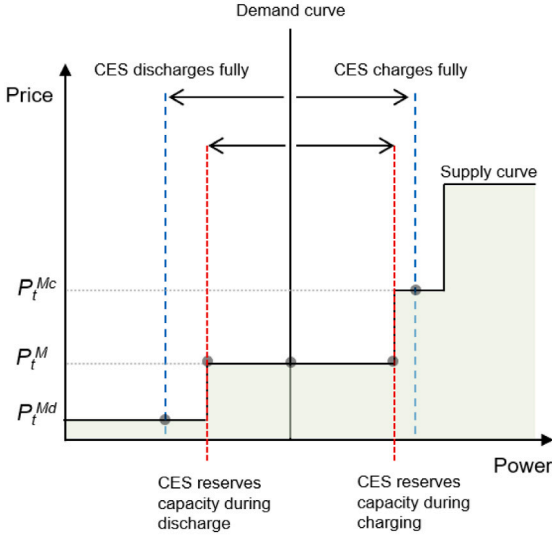 Demand curve
CES discharges fully
CES charges fully
Price
Supply curve
P_t^{Mc}
P_t^{M}
P_t^{Md}
Power
CES reserves
capacity during
discharge
CES reserves
capacity during
charging